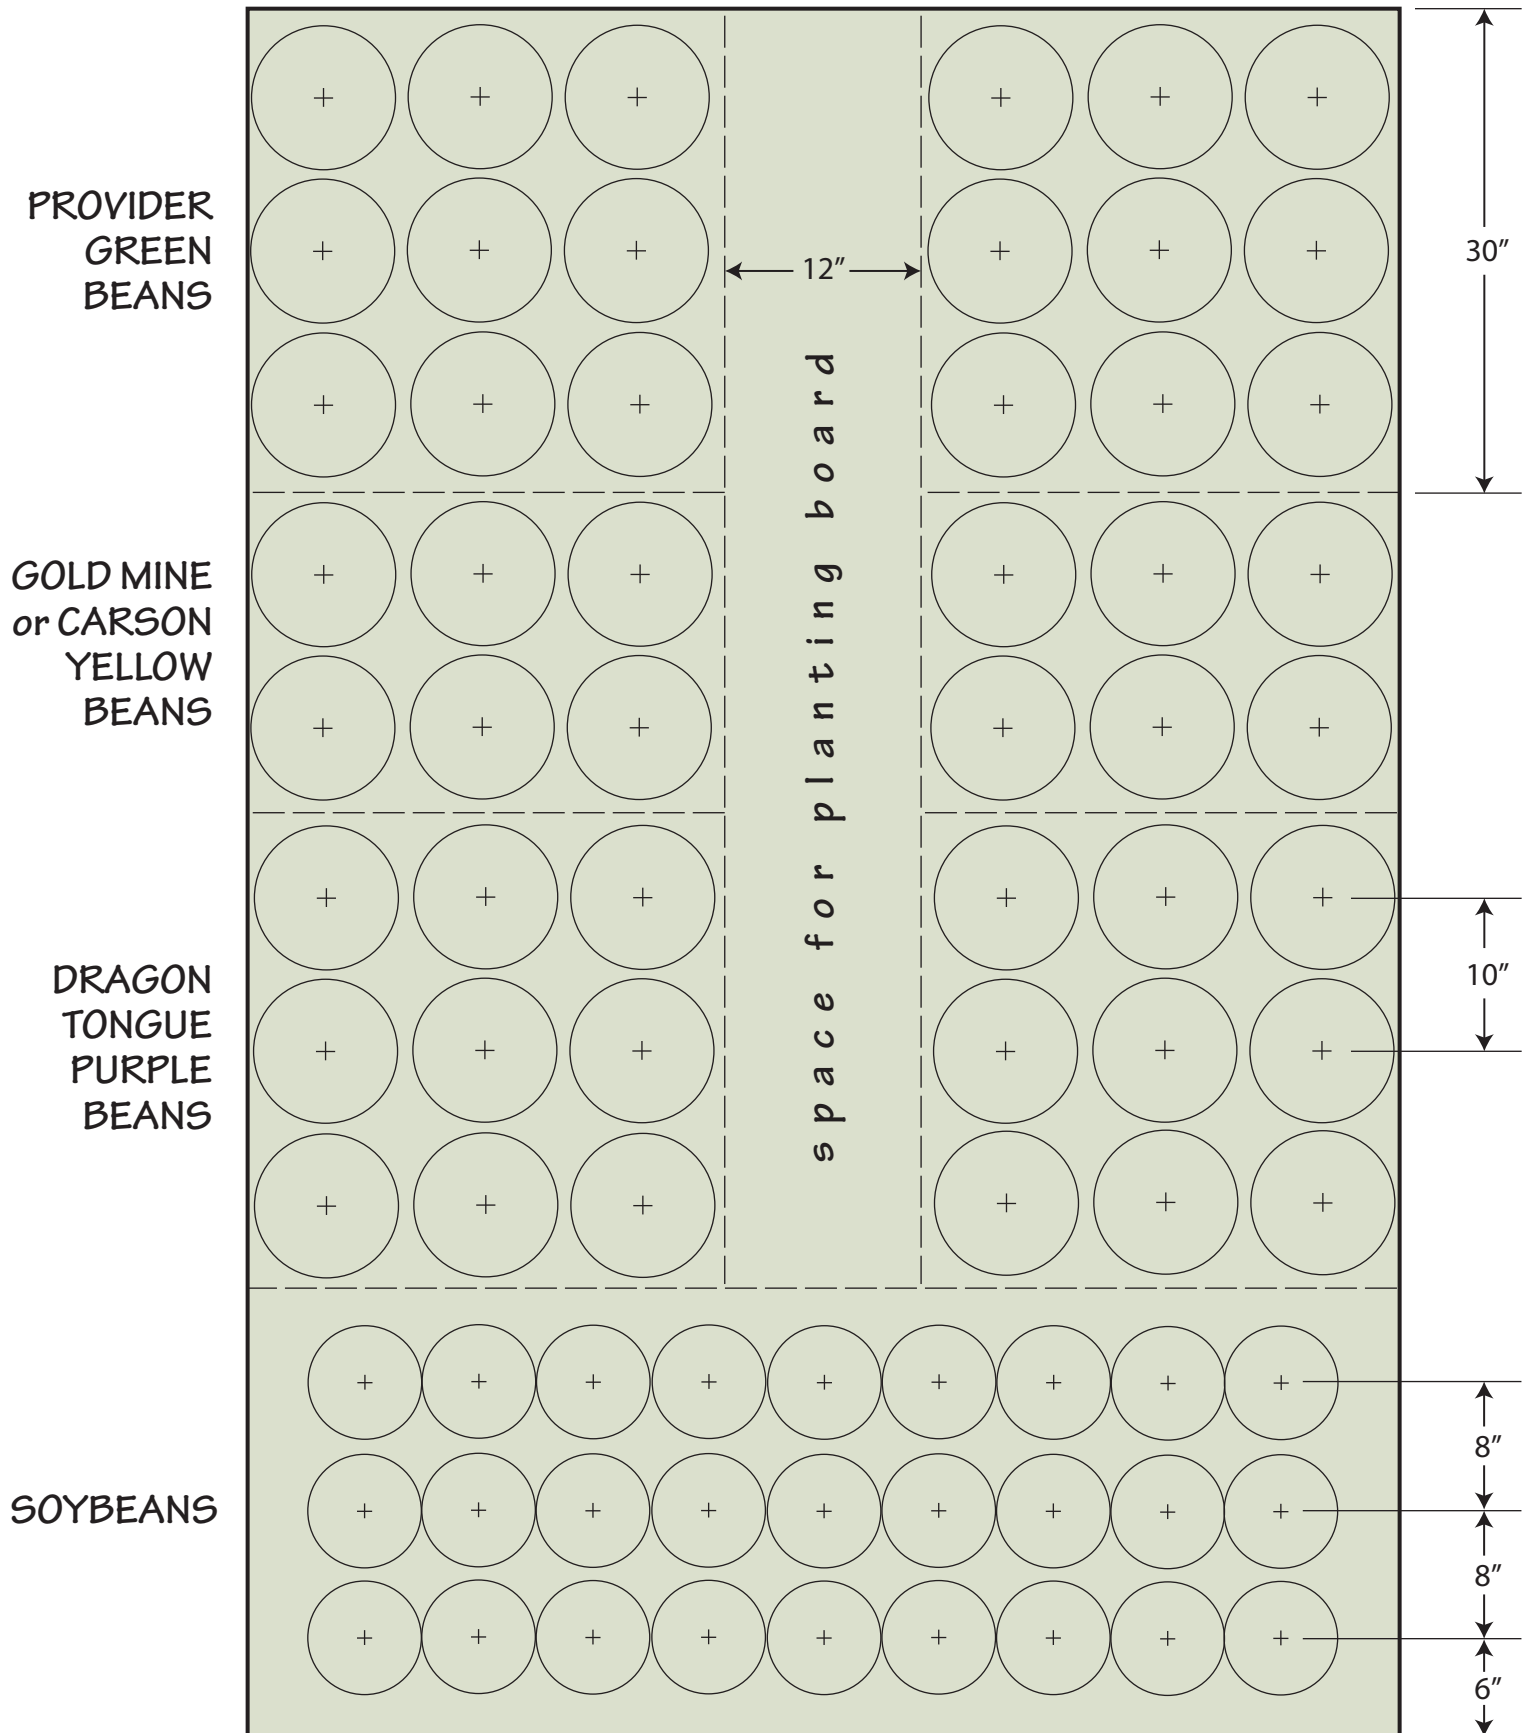 PROVIDER
GREEN
BEANS
12″
30″
space for planting board
GOLD MINE
or CARSON
YELLOW
BEANS
DRAGON
TONGUE
PURPLE
BEANS
10″
SOYBEANS
8″
8″
6″